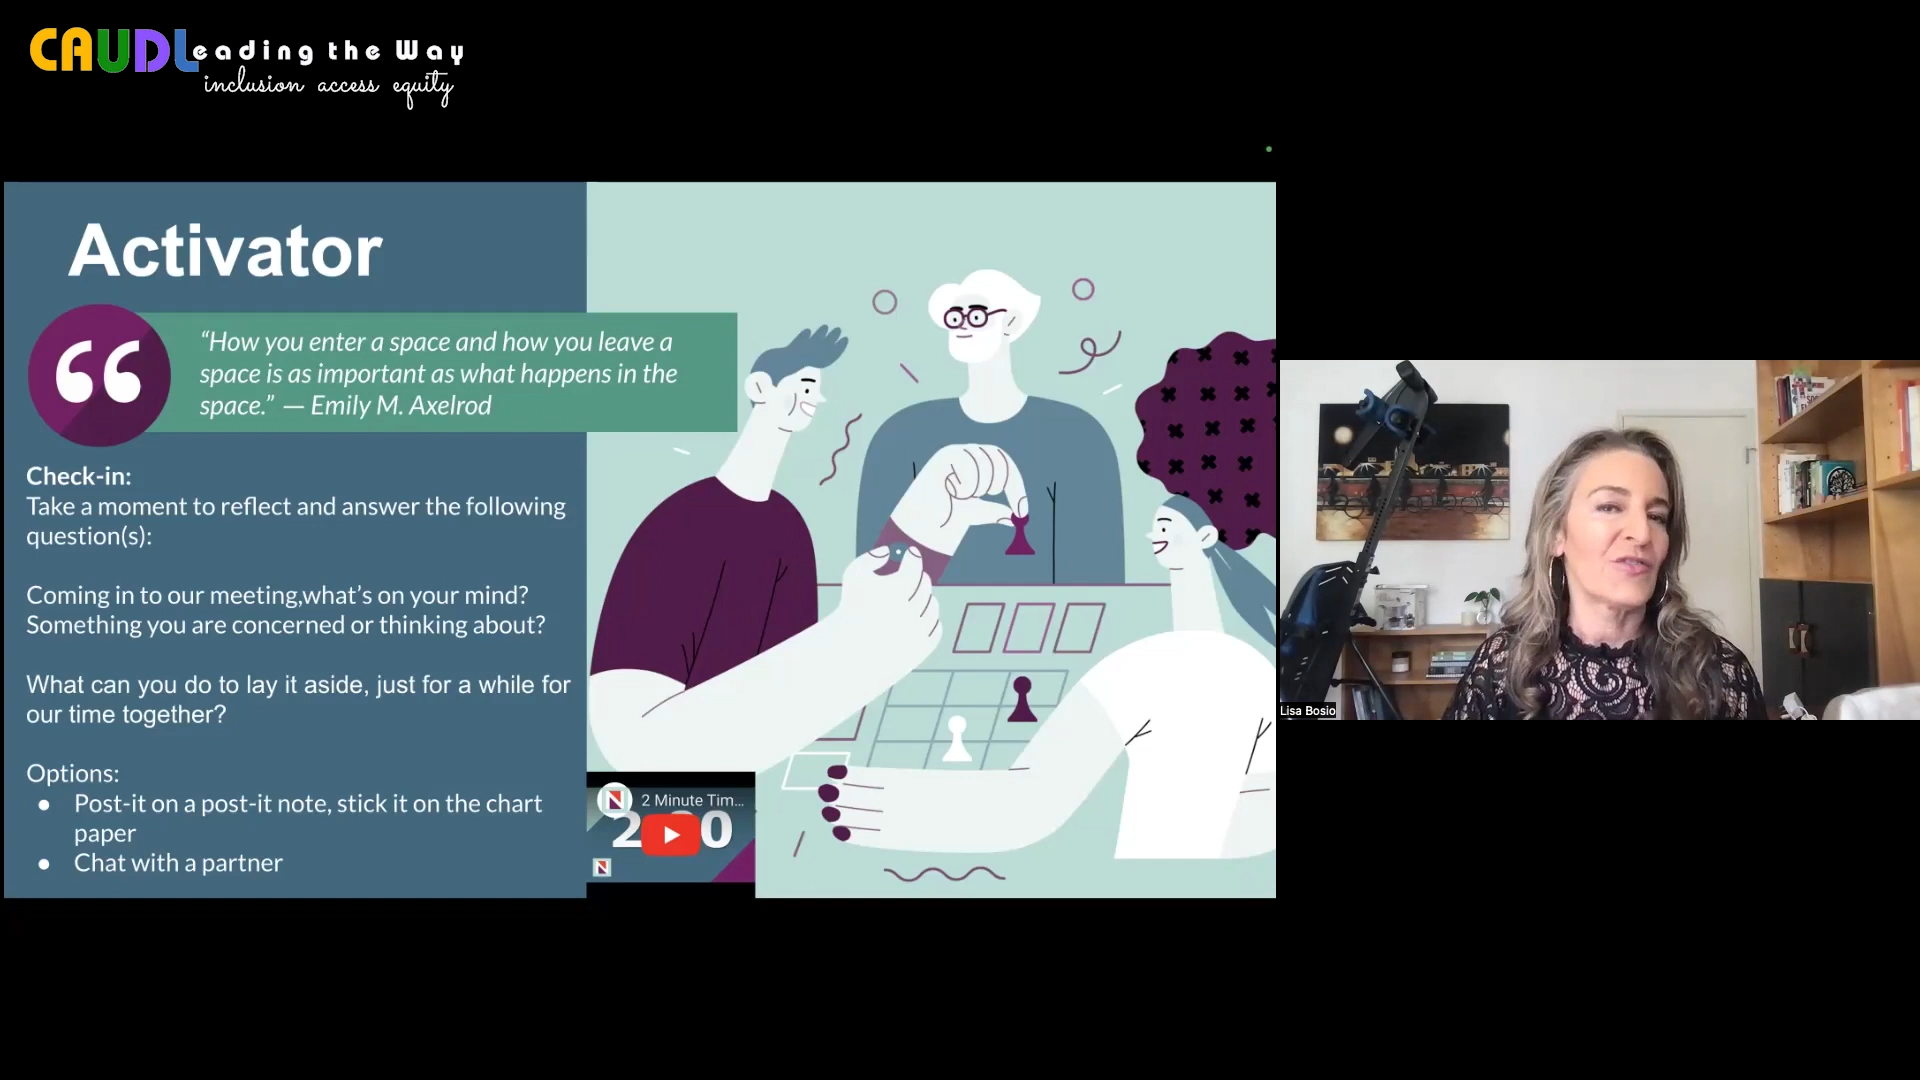 CAUDLeading the Way
inclusion access equity
Activator
“How you enter a space and how you leave a
space is as important as what happens in the
space.” — Emily M. Axelrod
Check-in:
Take a moment to reflect and answer the following
question(s):
Coming in to our meeting,what’s on your mind?
Something you are concerned or thinking about?
What can you do to lay it aside, just for a while for
our time together?
Options:
● Post-it on a post-it note, stick it on the chart
paper
● Chat with a partner
2 Minute Tim...
Lisa Bosio